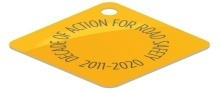 DECADE OF ACTION FOR ROAD SAFETY
2011-2020